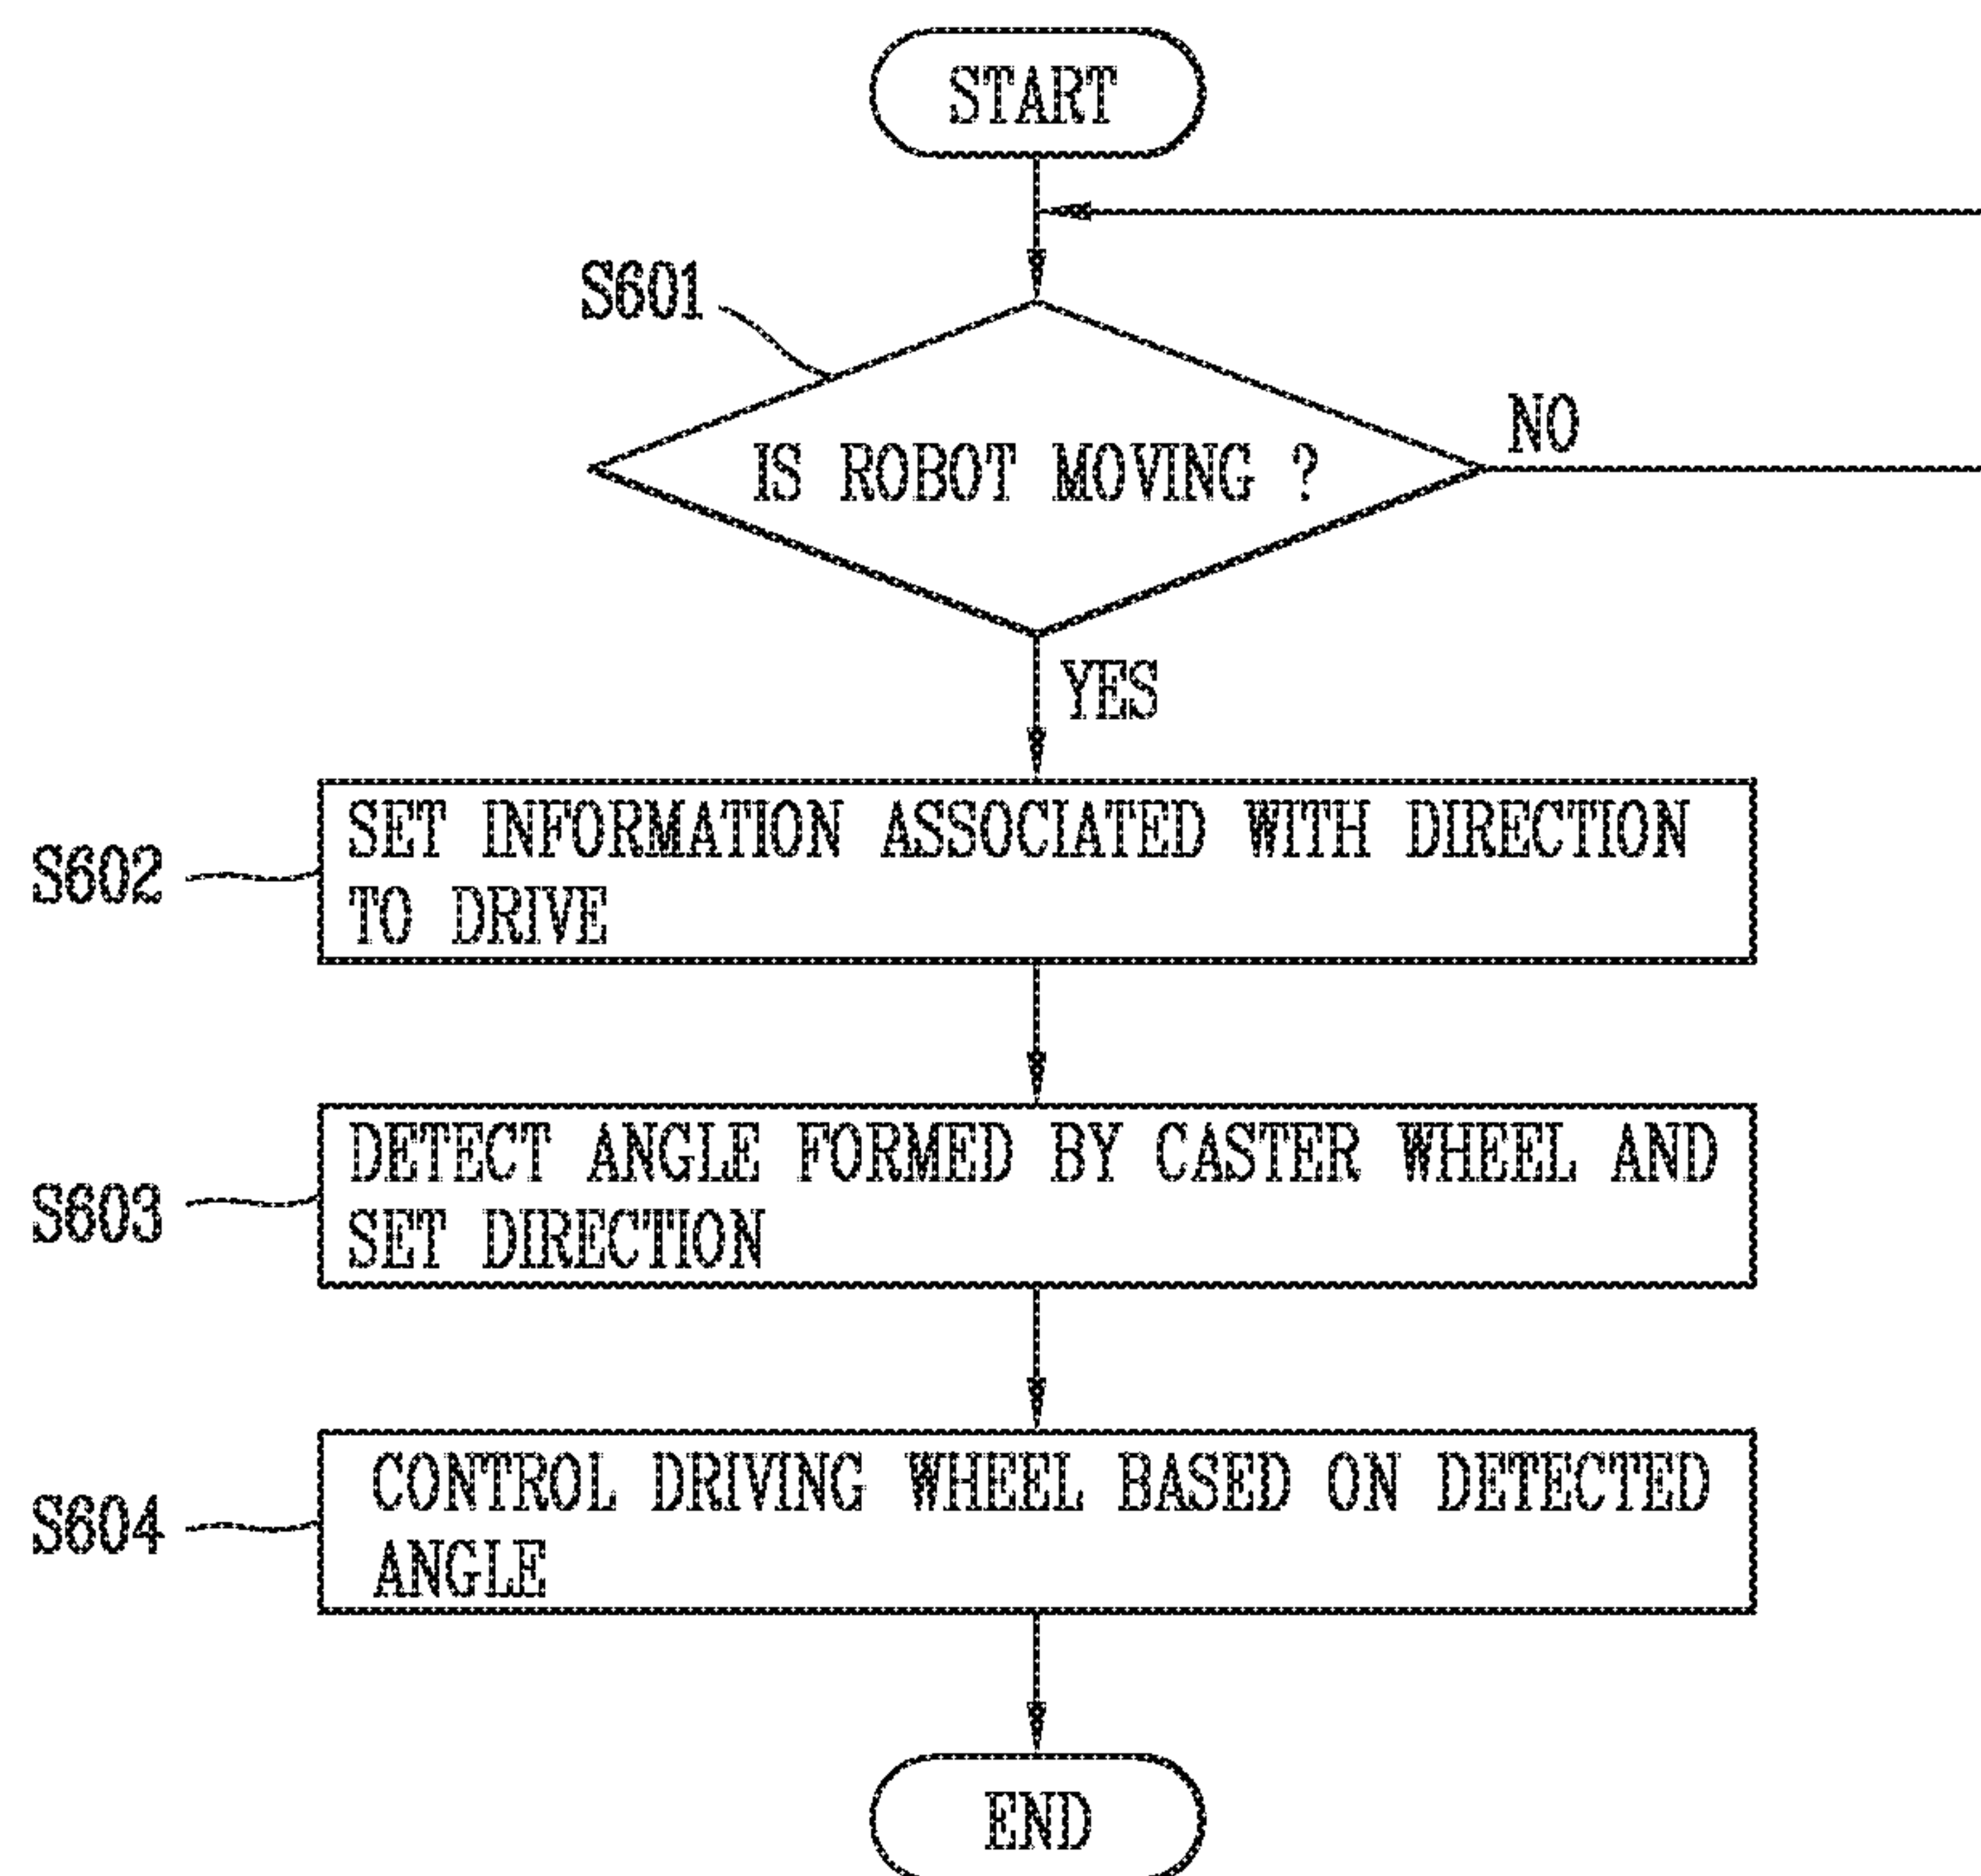 START
S601
IS ROBOT MOVING ?
NO
YES
S602
SET INFORMATION ASSOCIATED WITH DIRECTION
TO DRIVE
S603
DETECT ANGLE FORMED BY CASTER WHEEL AND
SET DIRECTION
S604
CONTROL DRIVING WHEEL BASED ON DETECTED
ANGLE
END